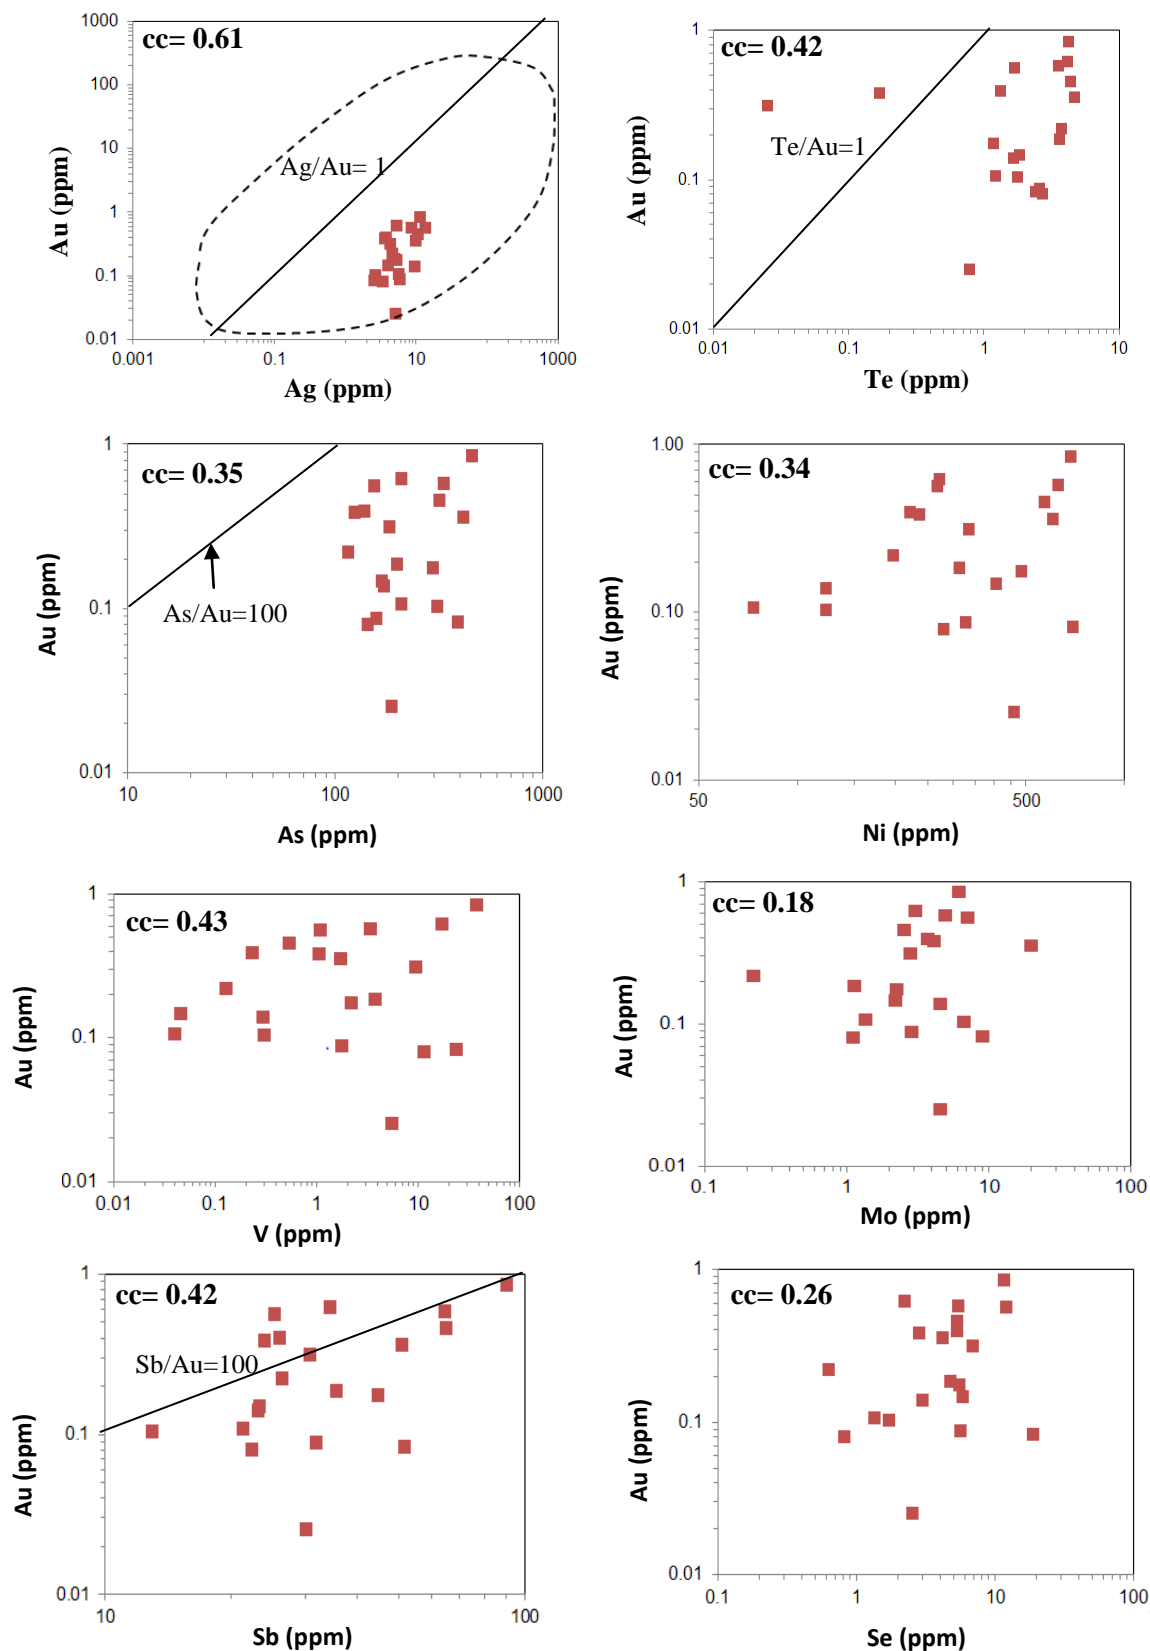 cc= 0.61
Ag/Au= 1
1000
100
10
1
0.1
0.01
0.001
0.1
10
1000
Au (ppm)
Ag (ppm)
cc= 0.42
Te/Au=1
1
0.1
0.01
0.01
0.1
1
10
Au (ppm)
Te (ppm)
cc= 0.35
As/Au=100
1
0.1
0.01
10
100
1000
Au (ppm)
As (ppm)
cc= 0.34
1.00
0.10
0.01
50
500
Au (ppm)
Ni (ppm)
cc= 0.43
1
0.1
0.01
0.01
0.1
1
10
100
Au (ppm)
V (ppm)
cc= 0.18
1
0.1
0.01
0.1
1
10
100
Au (ppm)
Mo (ppm)
cc= 0.42
Sb/Au=100
1
0.1
0.01
10
100
Au (ppm)
Sb (ppm)
cc= 0.26
1
0.1
0.01
0.1
1
10
100
Au (ppm)
Se (ppm)